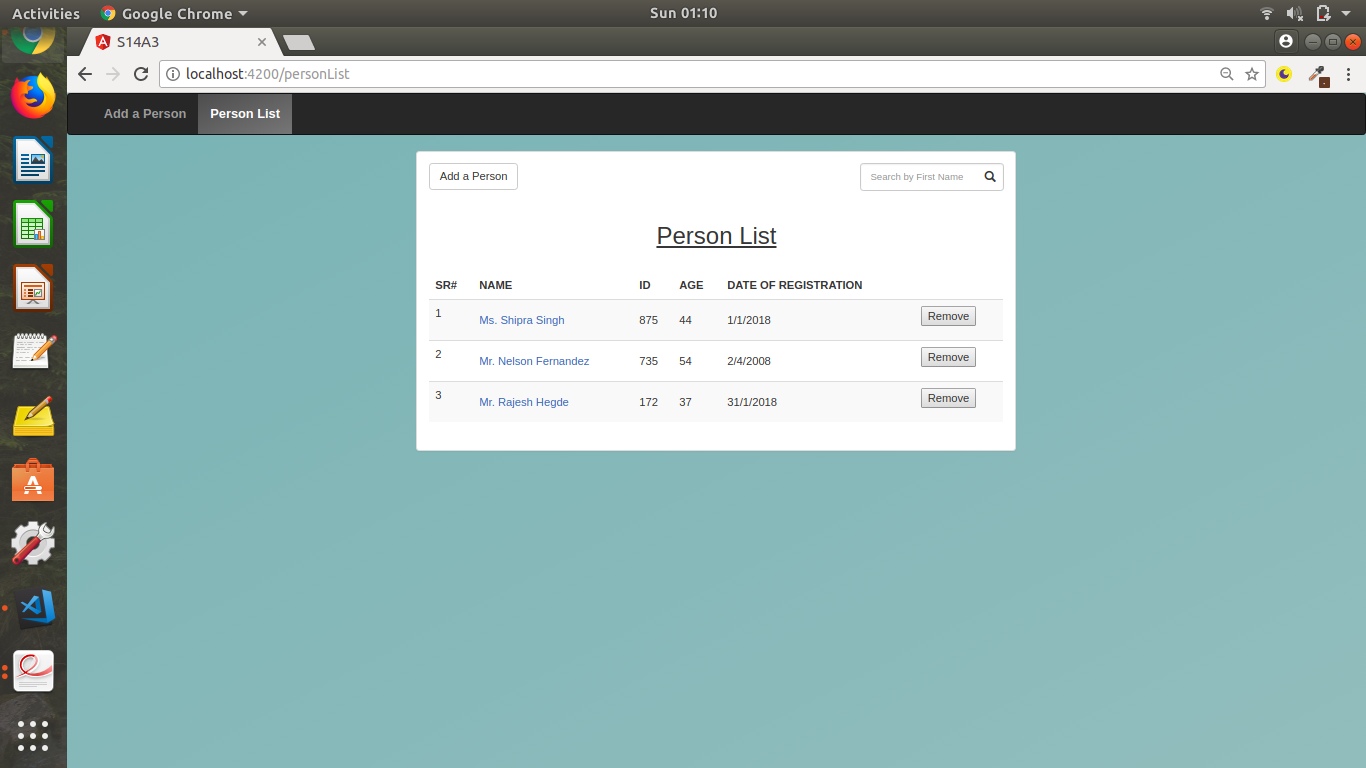 Activities Google Chrome Sun 01:10
S14A3
localhost:4200/personList
Add a Person Person List
Add a Person Search by First Name
Person List
SR# NAME ID AGE DATE OF REGISTRATION
1 Ms. Shipra Singh 875 44 1/1/2018 Remove
2 Mr. Nelson Fernandez 735 54 2/4/2008 Remove
3 Mr. Rajesh Hegde 172 37 31/1/2018 Remove